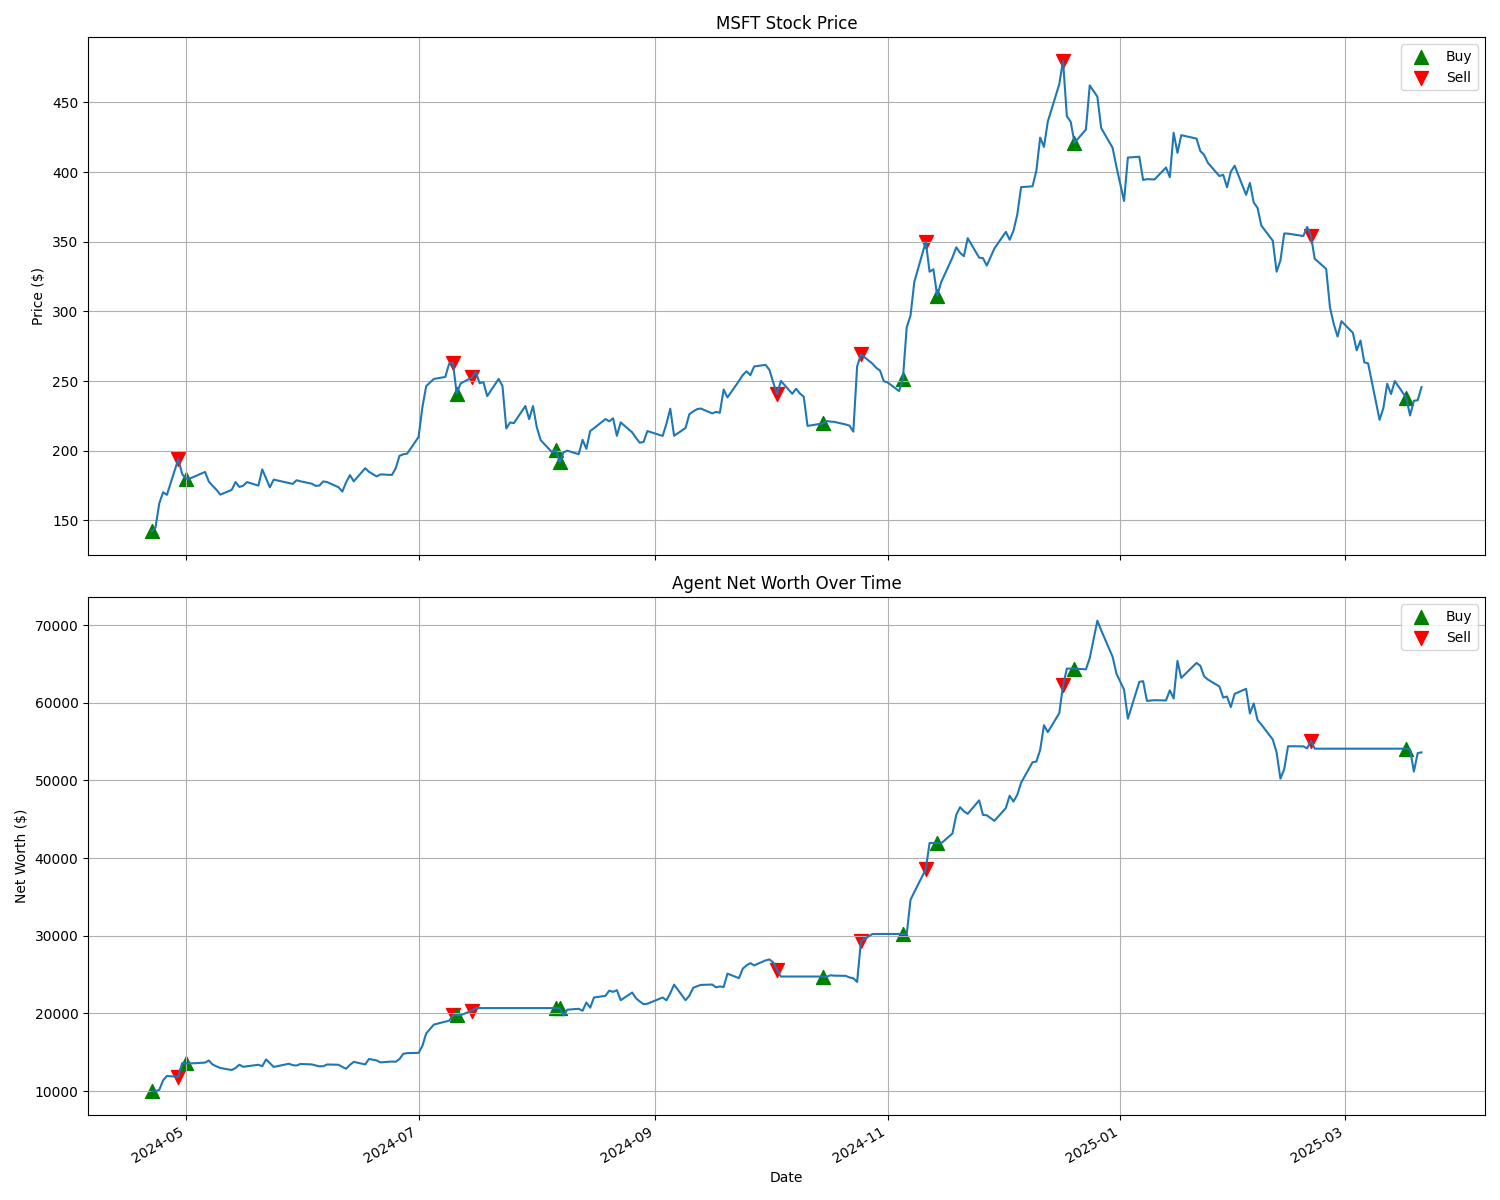 MSFT Stock Price
Buy
Sell
450
400
350
300
250
200
150
Price ($)
Agent Net Worth Over Time
Buy
Sell
70000
60000
50000
40000
30000
20000
10000
Net Worth ($)
2024-05
2024-07
2024-09
2024-11
2025-01
2025-03
Date